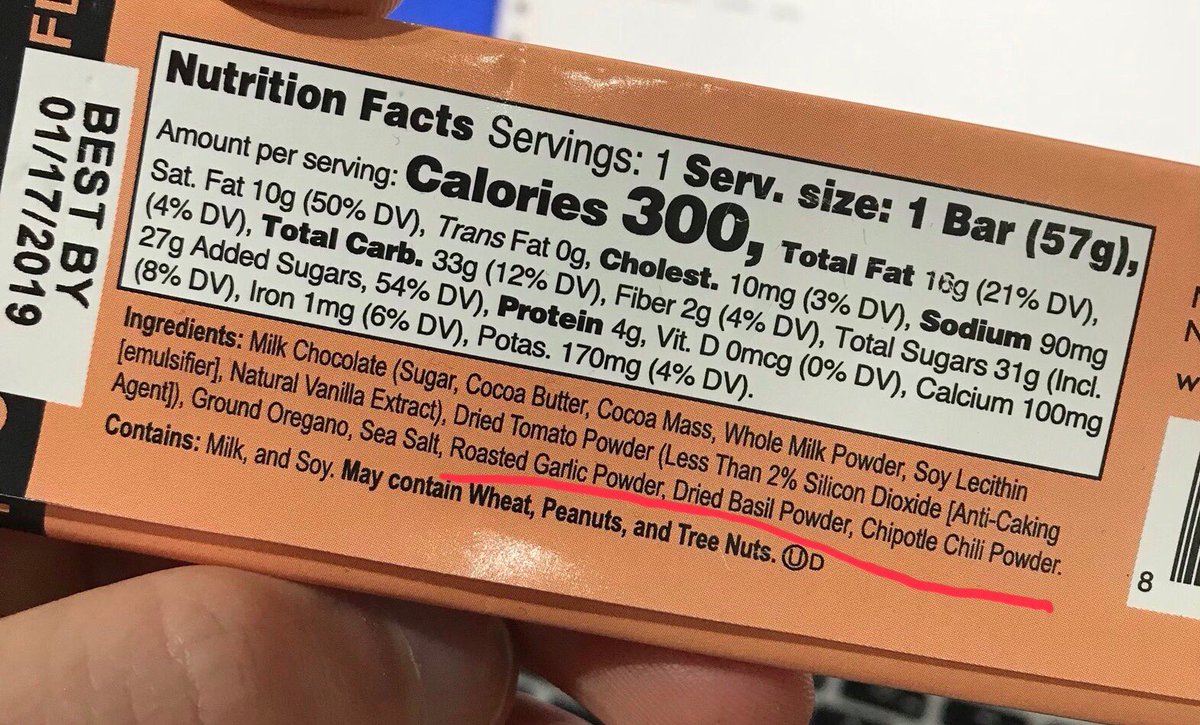 BEST BY
01/17/2019
Nutrition Facts Servings: 1 Serv. size: 1 Bar (57g),
Amount per serving: Calories 300, Total Fat 16g (21% DV),
Sat. Fat 10g (50% DV), Trans Fat 0g, Cholest. 10mg (3% DV), Sodium 90mg
(4% DV), Total Carb. 33g (12% DV), Fiber 2g (4% DV), Total Sugars 31g (Incl.
27g Added Sugars, 54% DV), Protein 4g, Vit. D 0mcg (0% DV), Calcium 100mg
(8% DV), Iron 1mg (6% DV), Potas. 170mg (4% DV).
Ingredients: Milk Chocolate (Sugar, Cocoa Butter, Cocoa Mass, Whole Milk Powder, Soy Lecithin
[emulsifier], Natural Vanilla Extract), Dried Tomato Powder (Less Than 2% Silicon Dioxide [Anti-Caking
Agent]), Ground Oregano, Sea Salt, Roasted Garlic Powder, Dried Basil Powder, Chipotle Chili Powder.
Contains: Milk, and Soy. May contain Wheat, Peanuts, and Tree Nuts. ⓊD
8